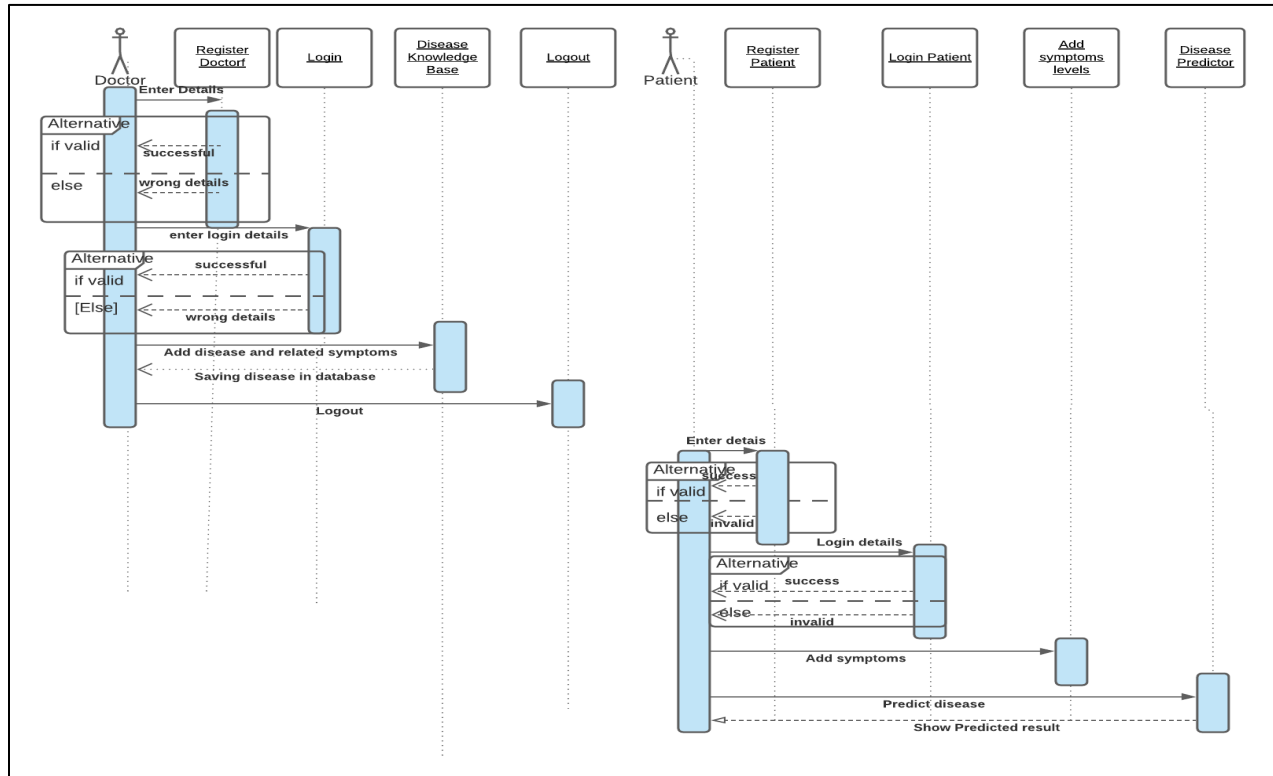 Register
Doctorf
Login
Disease
Knowledge
Base
Logout
Register
Patient
Login Patient
Add
symptoms
levels
Disease
Predictor
Doctor
Patient
Enter Details
Alternative
if valid
successful
else
wrong details
enter login details
Alternative
if valid
successful
[Else]
wrong details
Add disease and related symptoms
Saving disease in database
Logout
Enter detais
Alternative
success
if valid
else
invalid
Login details
Alternative
if valid
success
else
invalid
Add symptoms
Predict disease
Show Predicted result